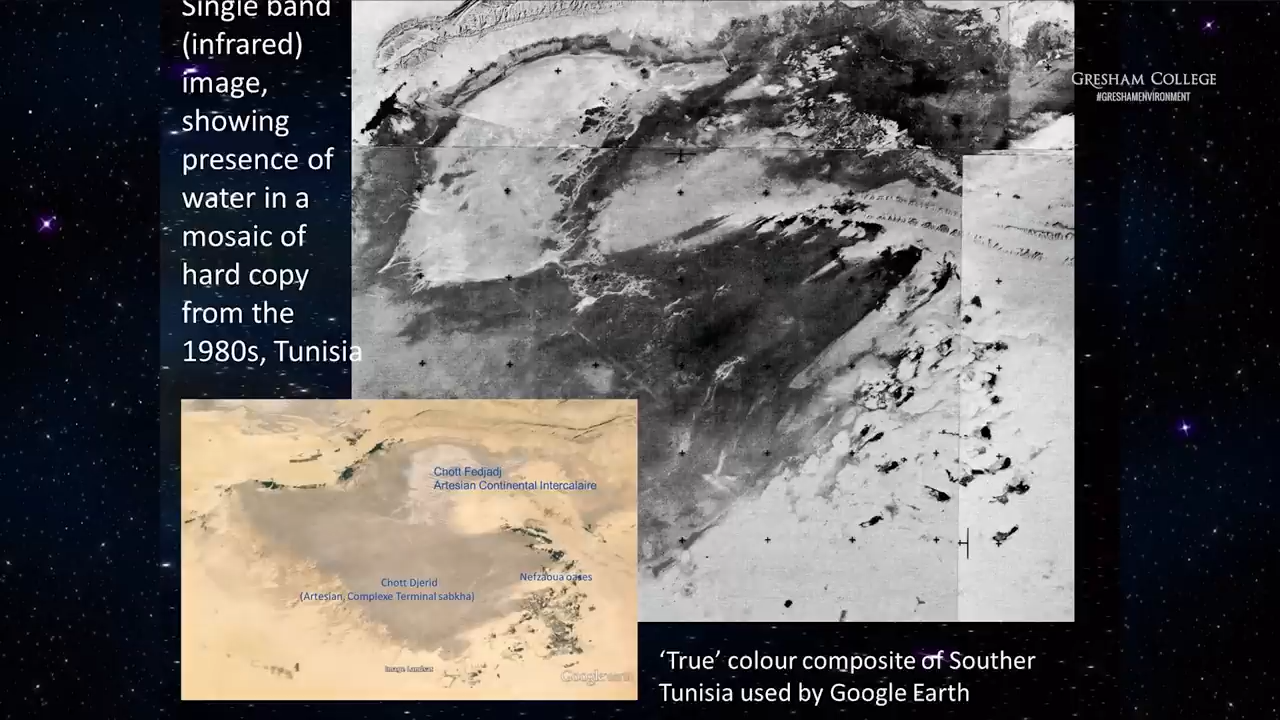 Single band
(infrared)
image,
showing
presence of
water in a
mosaic of
hard copy
from the
1980s, Tunisia
GRESHAM COLLEGE
#GRESHAMENVIRONMENT
Chott Fedjadj
Artesian Continental Intercalaire
Nefzaoua oases
Chott Djerid
(Artesian, Complexe Terminal sabkha)
Image Landsat
Google earth
‘True’ colour composite of Souther
Tunisia used by Google Earth